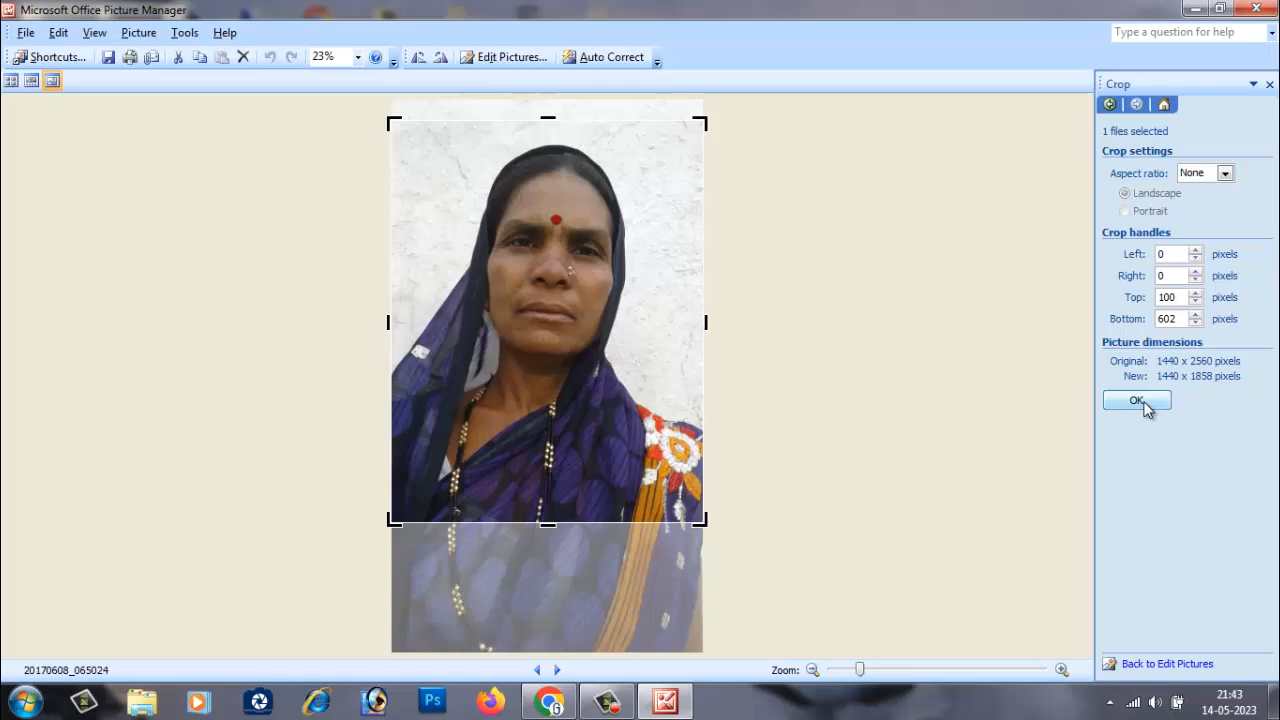 Microsoft Office Picture Manager
File Edit View Picture Tools Help
Type a question for help
Shortcuts... 23% Edit Pictures... Auto Correct
Crop
1 files selected
Crop settings
Aspect ratio: None
Landscape
Portrait
Crop handles
Left: 0 pixels
Right: 0 pixels
Top: 100 pixels
Bottom: 602 pixels
Picture dimensions
Original: 1440 x 2560 pixels
New: 1440 x 1858 pixels
OK
Back to Edit Pictures
20170608_065024
Zoom:
Ps
G
21:43
14-05-2023